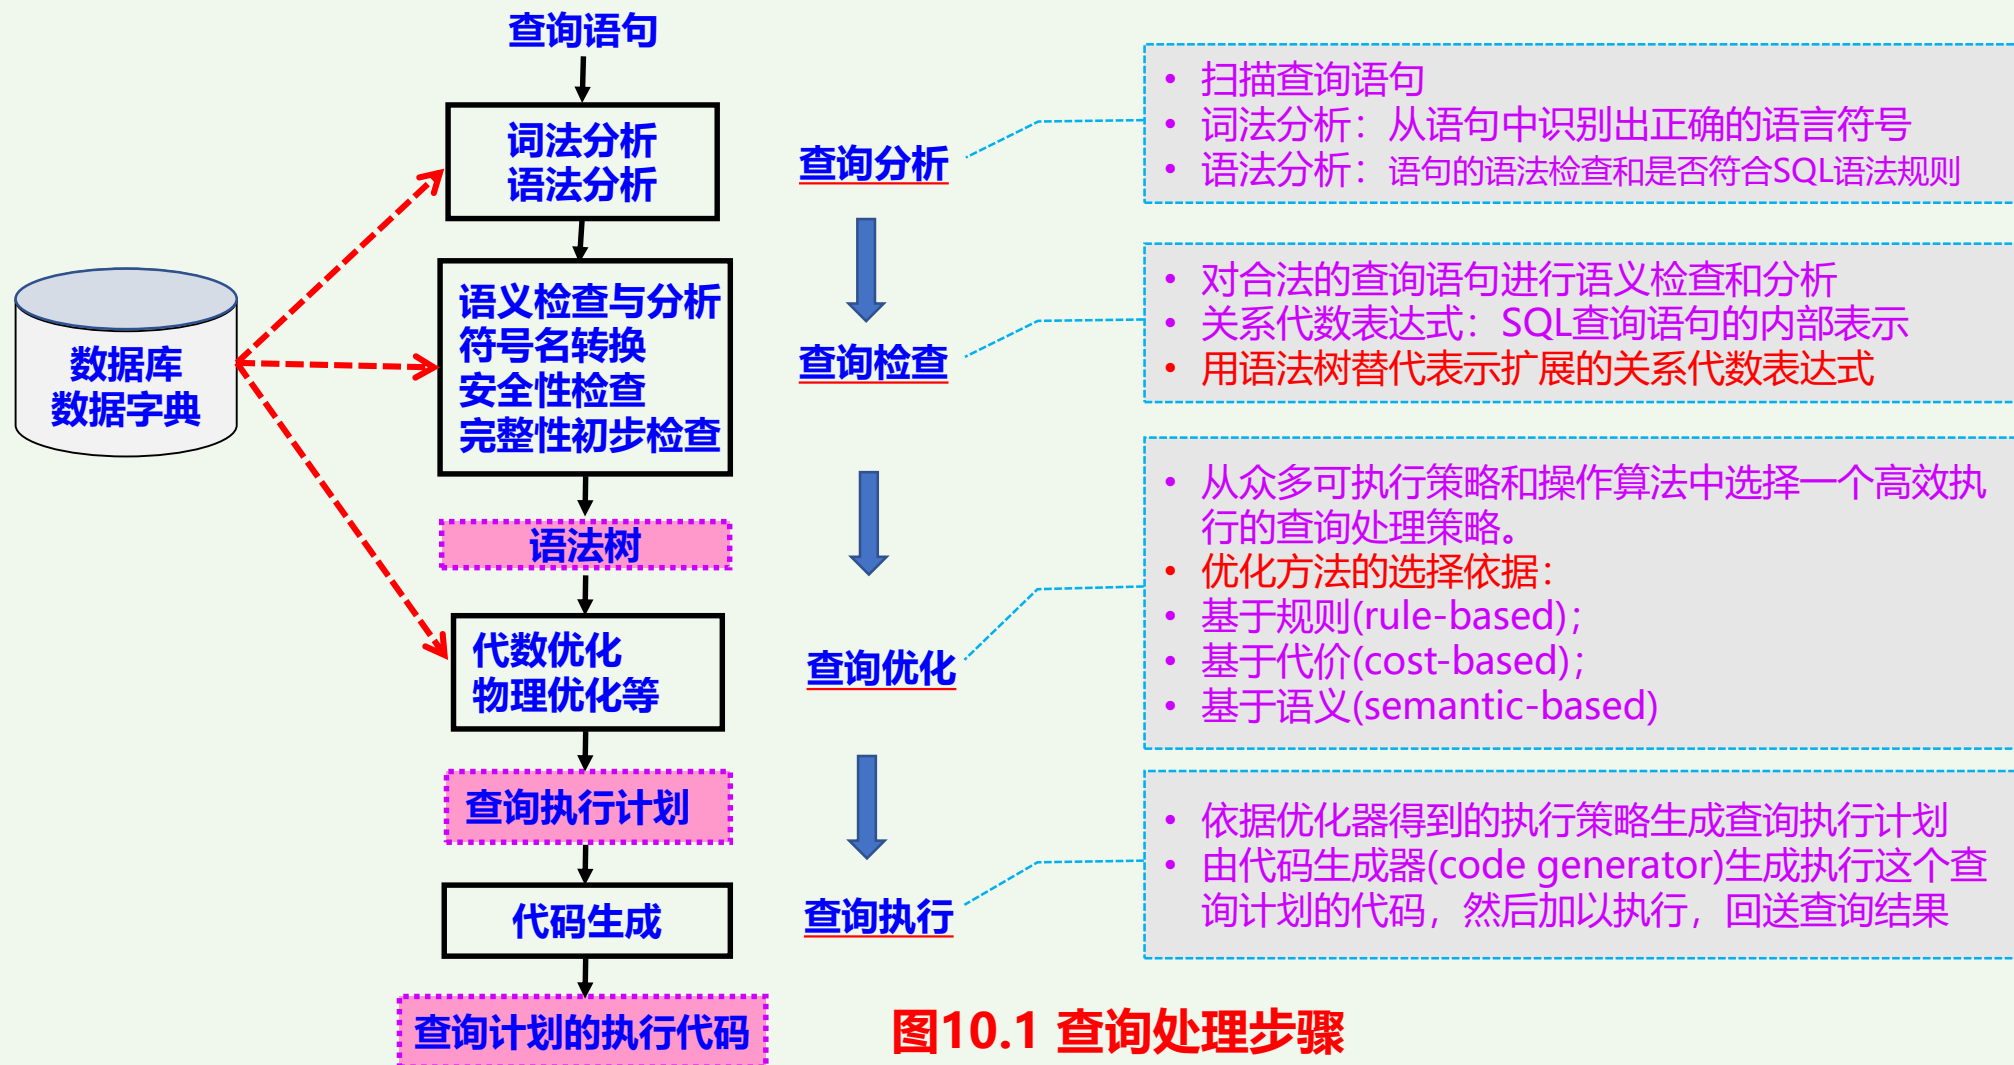 查询语句
词法分析
语法分析
语义检查与分析
符号名转换
安全性检查
完整性初步检查
数据库
数据字典
语法树
代数优化
物理优化等
查询执行计划
代码生成
查询计划的执行代码
查询分析
查询检查
查询优化
查询执行
• 扫描查询语句
• 词法分析：从语句中识别出正确的语言符号
• 语法分析：语句的语法检查和是否符合SQL语法规则
• 对合法的查询语句进行语义检查和分析
• 关系代数表达式：SQL查询语句的内部表示
• 用语法树替代表示扩展的关系代数表达式
• 从众多可执行策略和操作算法中选择一个高效执
行的查询处理策略。
• 优化方法的选择依据：
• 基于规则(rule-based)；
• 基于代价(cost-based)；
• 基于语义(semantic-based)
• 依据优化器得到的执行策略生成查询执行计划
• 由代码生成器(code generator)生成执行这个查
询计划的代码，然后加以执行，回送查询结果
图10.1 查询处理步骤